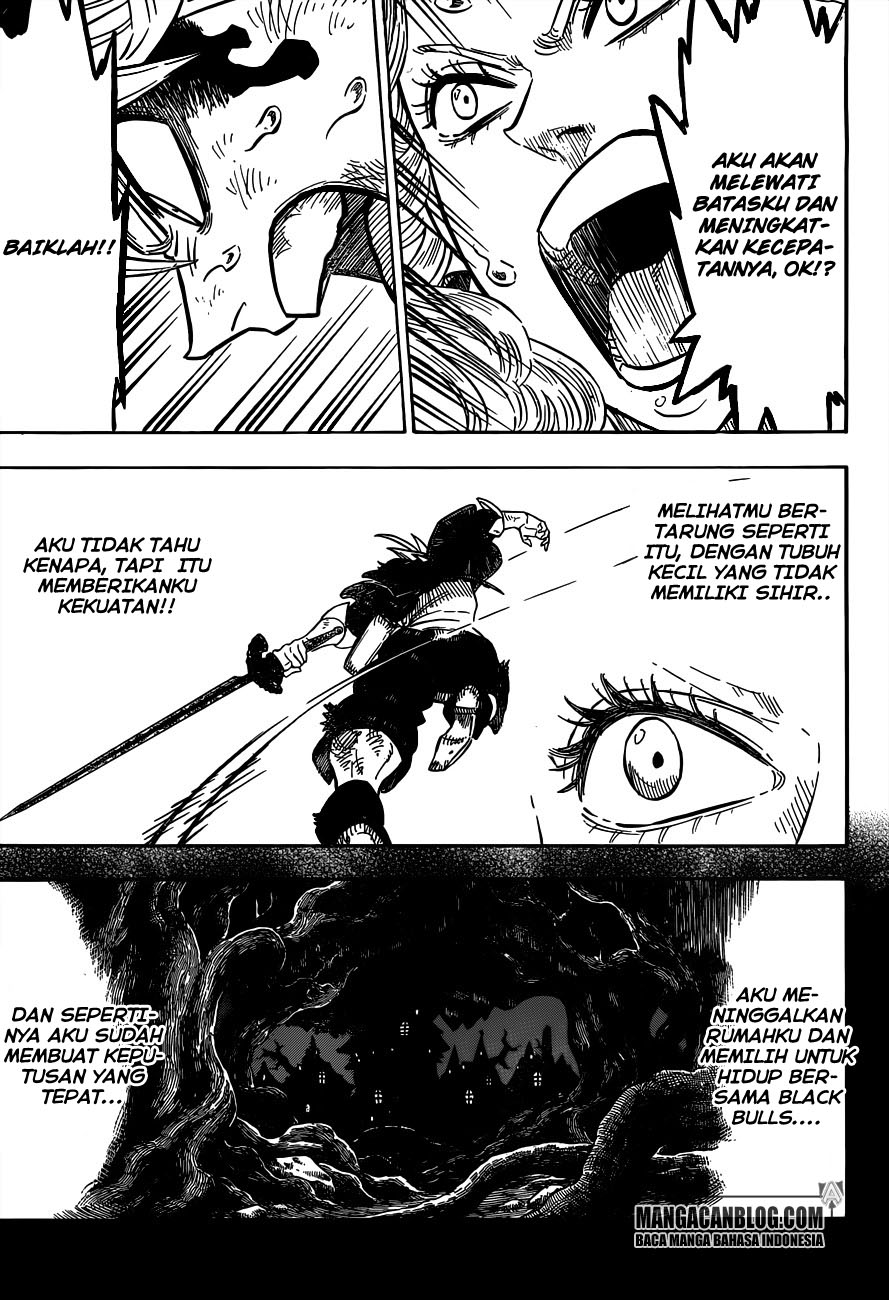 AKU AKAN
MELEWATI
BATASKU DAN
MENINGKAT-
KAN KECEPA-
TANNYA, OK!?
BAIKLAH!!
MELIHATMU BER-
TARUNG SEPERTI
ITU, DENGAN TUBUH
KECIL YANG TIDAK
MEMILIKI SIHIR..
AKU TIDAK TAHU
KENAPA, TAPI ITU
MEMBERIKANKU
KEKUATAN!!
AKU ME-
NINGGALKAN
RUMAHKU DAN
MEMILIH UNTUK
HIDUP BER-
SAMA BLACK
BULLS....
DAN SEPERTI-
NYA AKU SUDAH
MEMBUAT KEPU-
TUSAN YANG
TEPAT...
MANGACANBLOG.COM
BACA MANGA BAHASA INDONESIA